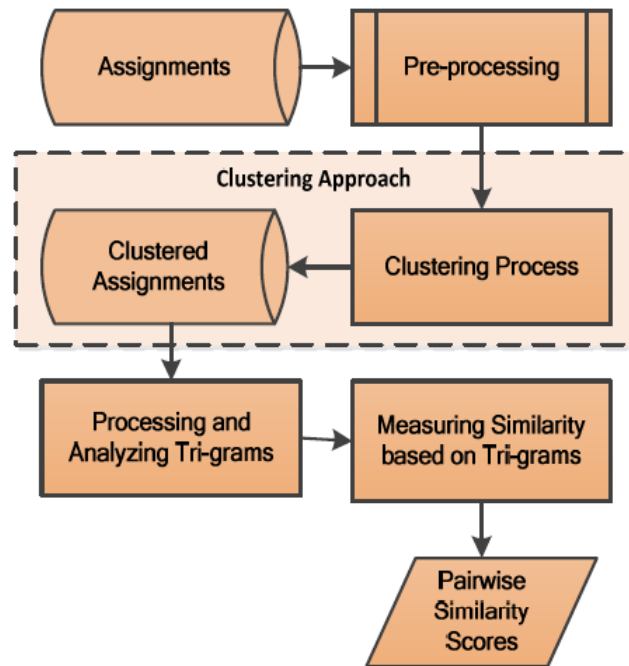 Assignments
Pre-processing
Clustering Approach
Clustered
Assignments
Clustering Process
Processing and
Analyzing Tri-grams
Measuring Similarity
based on Tri-grams
Pairwise
Similarity
Scores